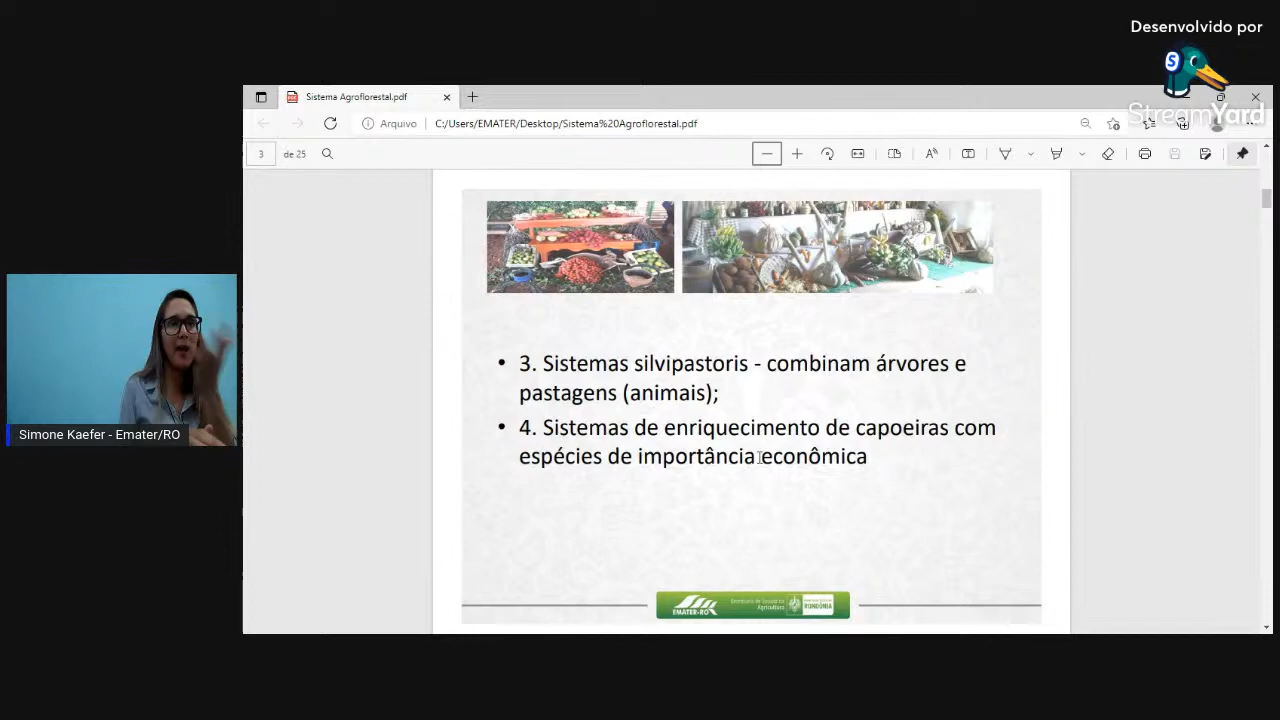 Desenvolvido por
StreamYard
Sistema Agroflorestal.pdf
Arquivo
C:/Users/EMATER/Desktop/Sistema%20Agroflorestal.pdf
3 de 25
• 3. Sistemas silvipastoris - combinam árvores e
pastagens (animais);
• 4. Sistemas de enriquecimento de capoeiras com
espécies de importância econômica
Simone Kaefer - Emater/RO
EMATER-RO
Agricultura
RONDÔNIA